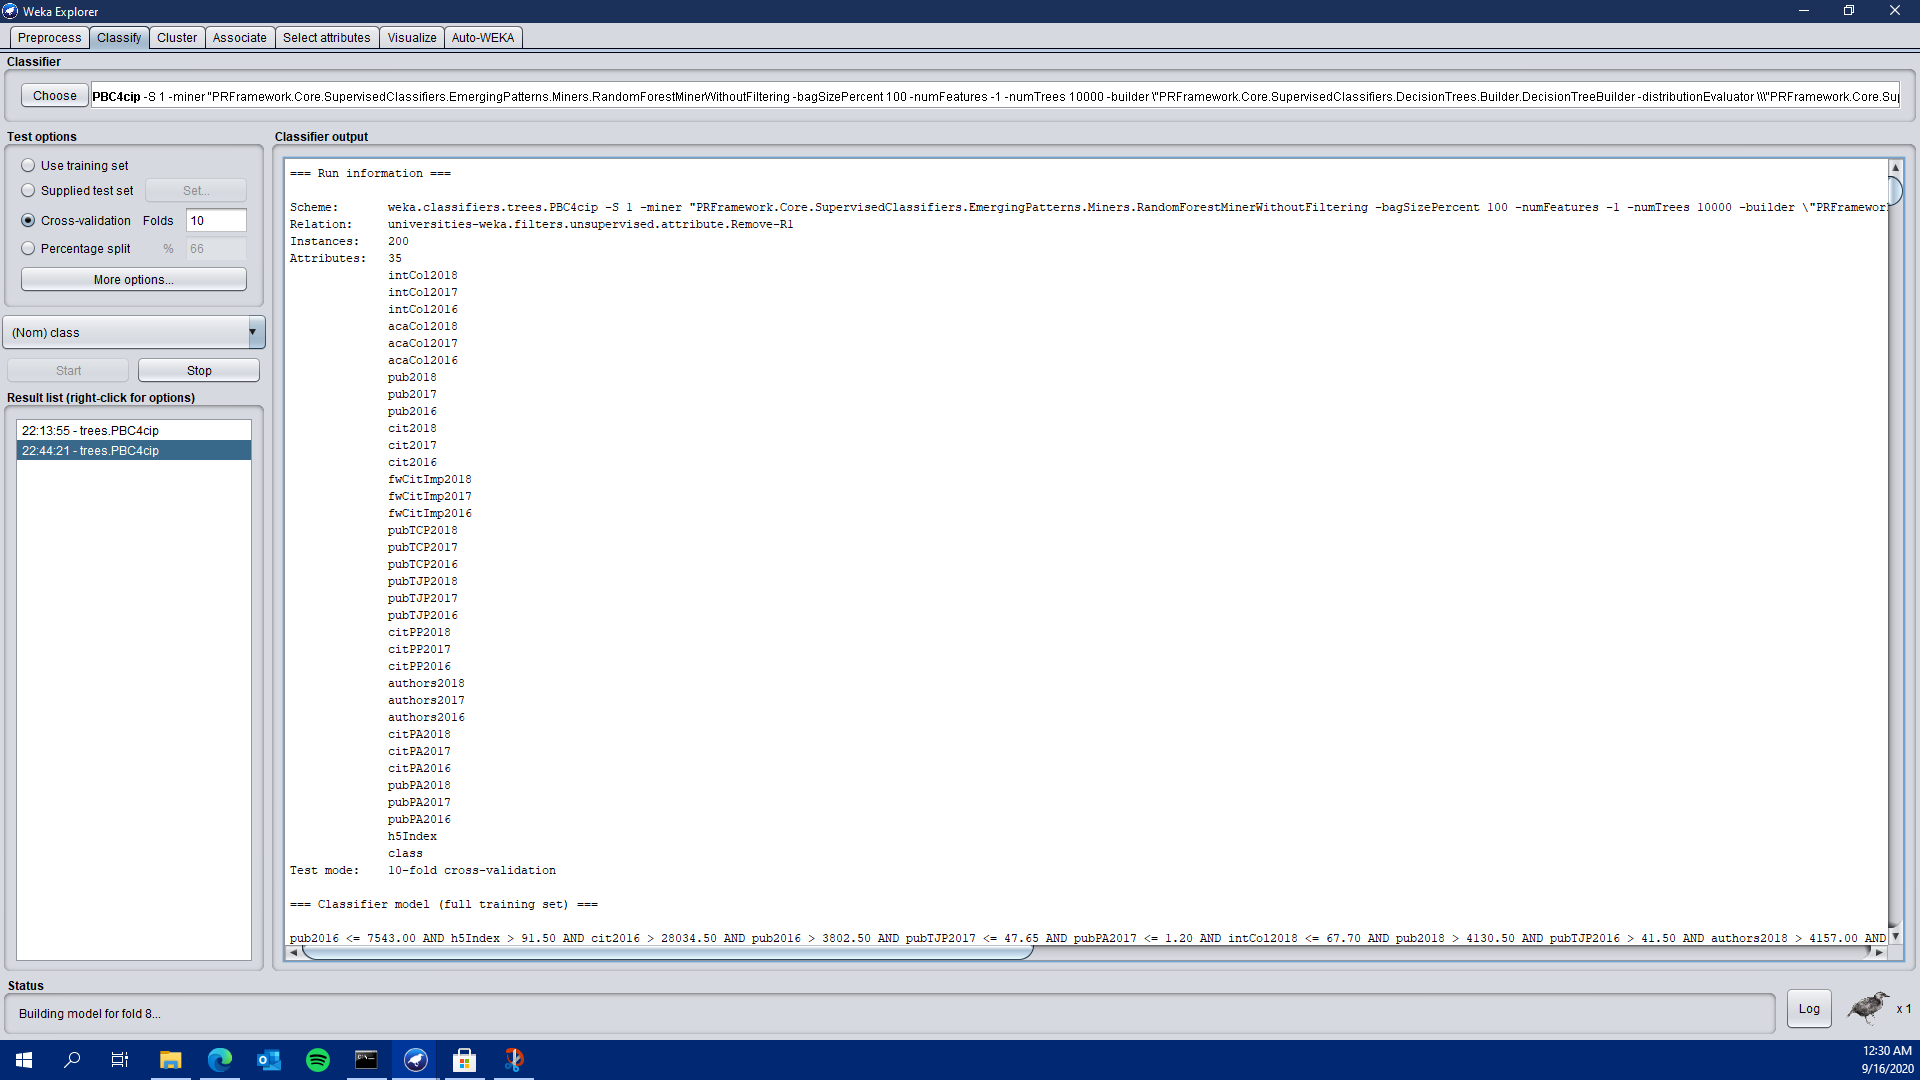 Weka Explorer
Preprocess Classify Cluster Associate Select attributes Visualize Auto-WEKA
Classifier
Choose PBC4cip -S 1 -miner "PRFramework.Core.SupervisedClassifiers.EmergingPatterns.Miners.RandomForestMinerWithoutFiltering -bagSizePercent 100 -numFeatures -1 -numTrees 10000 -builder \"PRFramework.Core.SupervisedClassifiers.DecisionTrees.Builder.DecisionTreeBuilder -distributionEvaluator \\\"PRFramework.Core.Sup
Test options
Use training set
Supplied test set Set...
Cross-validation Folds 10
Percentage split % 66
More options...
(Nom) class
Start Stop
Result list (right-click for options)
22:13:55 - trees.PBC4cip
22:44:21 - trees.PBC4cip
Classifier output
=== Run information ===
Scheme: weka.classifiers.trees.PBC4cip -S 1 -miner "PRFramework.Core.SupervisedClassifiers.EmergingPatterns.Miners.RandomForestMinerWithoutFiltering -bagSizePercent 100 -numFeatures -1 -numTrees 10000 -builder \"PRFramework
Relation: universities-weka.filters.unsupervised.attribute.Remove-R1
Instances: 200
Attributes: 35
intCol2018
intCol2017
intCol2016
acaCol2018
acaCol2017
acaCol2016
pub2018
pub2017
pub2016
cit2018
cit2017
cit2016
fwCitImp2018
fwCitImp2017
fwCitImp2016
pubTCP2018
pubTCP2017
pubTCP2016
pubTJP2018
pubTJP2017
pubTJP2016
citPP2018
citPP2017
citPP2016
authors2018
authors2017
authors2016
citPA2018
citPA2017
citPA2016
pubPA2018
pubPA2017
pubPA2016
h5Index
class
Test mode: 10-fold cross-validation
=== Classifier model (full training set) ===
pub2016 <= 7543.00 AND h5Index > 91.50 AND cit2016 > 28034.50 AND pub2016 > 3802.50 AND pubTJP2017 <= 47.65 AND pubPA2017 <= 1.20 AND intCol2018 <= 67.70 AND pub2018 > 4130.50 AND pubTJP2016 > 41.50 AND authors2018 > 4157.00 AND
Status
Building model for fold 8...
Log x 1
12:30 AM
9/16/2020